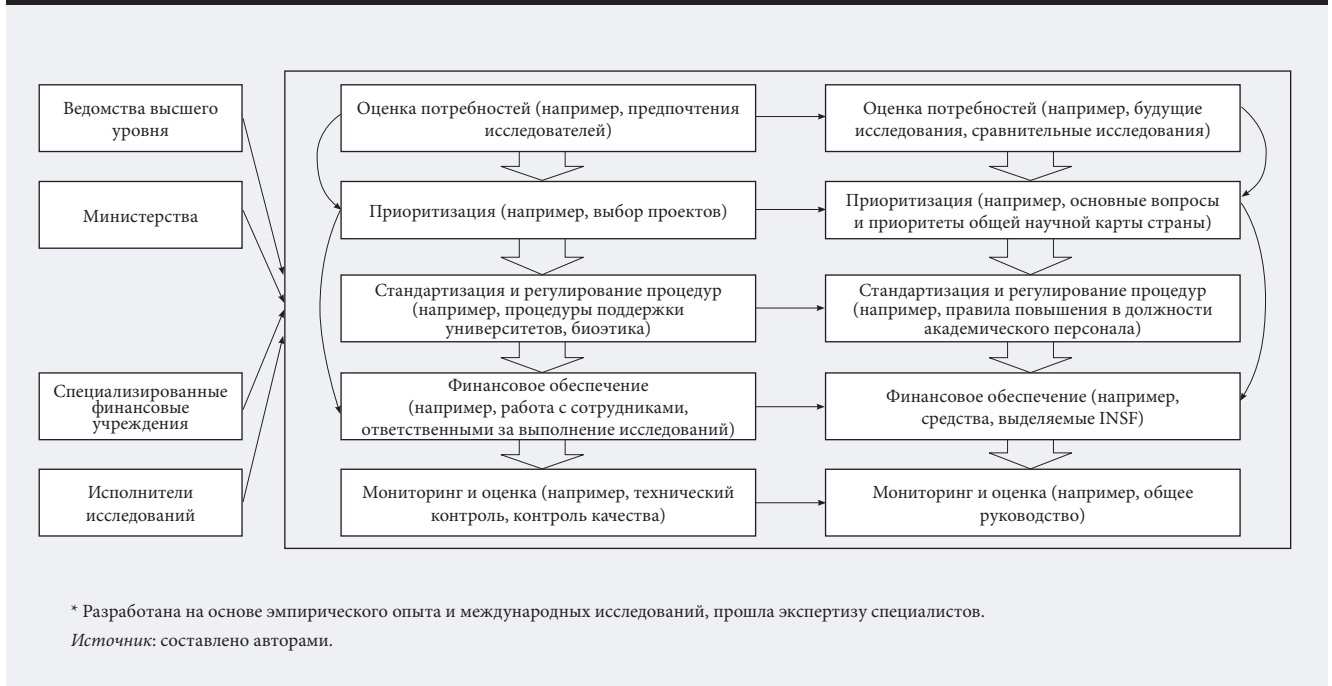 Ведомства высшего
уровня
Министерства
Специализированные
финансовые
учреждения
Исполнители
исследований
Оценка потребностей (например, предпочтения
исследователей)
Приоритизация (например, выбор проектов)
Стандартизация и регулирование процедур
(например, процедуры поддержки
университетов, биоэтика)
Финансовое обеспечение
(например, работа с сотрудниками,
ответственными за выполнение исследований)
Мониторинг и оценка (например, технический
контроль, контроль качества)
Оценка потребностей (например, будущие
исследования, сравнительные исследования)
Приоритизация (например, основные вопросы
и приоритеты общей научной карты страны)
Стандартизация и регулирование процедур
(например, правила повышения в должности
академического персонала)
Финансовое обеспечение (например,
средства, выделяемые INSF)
Мониторинг и оценка (например, общее
руководство)
* Разработана на основе эмпирического опыта и международных исследований, прошла экспертизу специалистов.
Источник: составлено авторами.